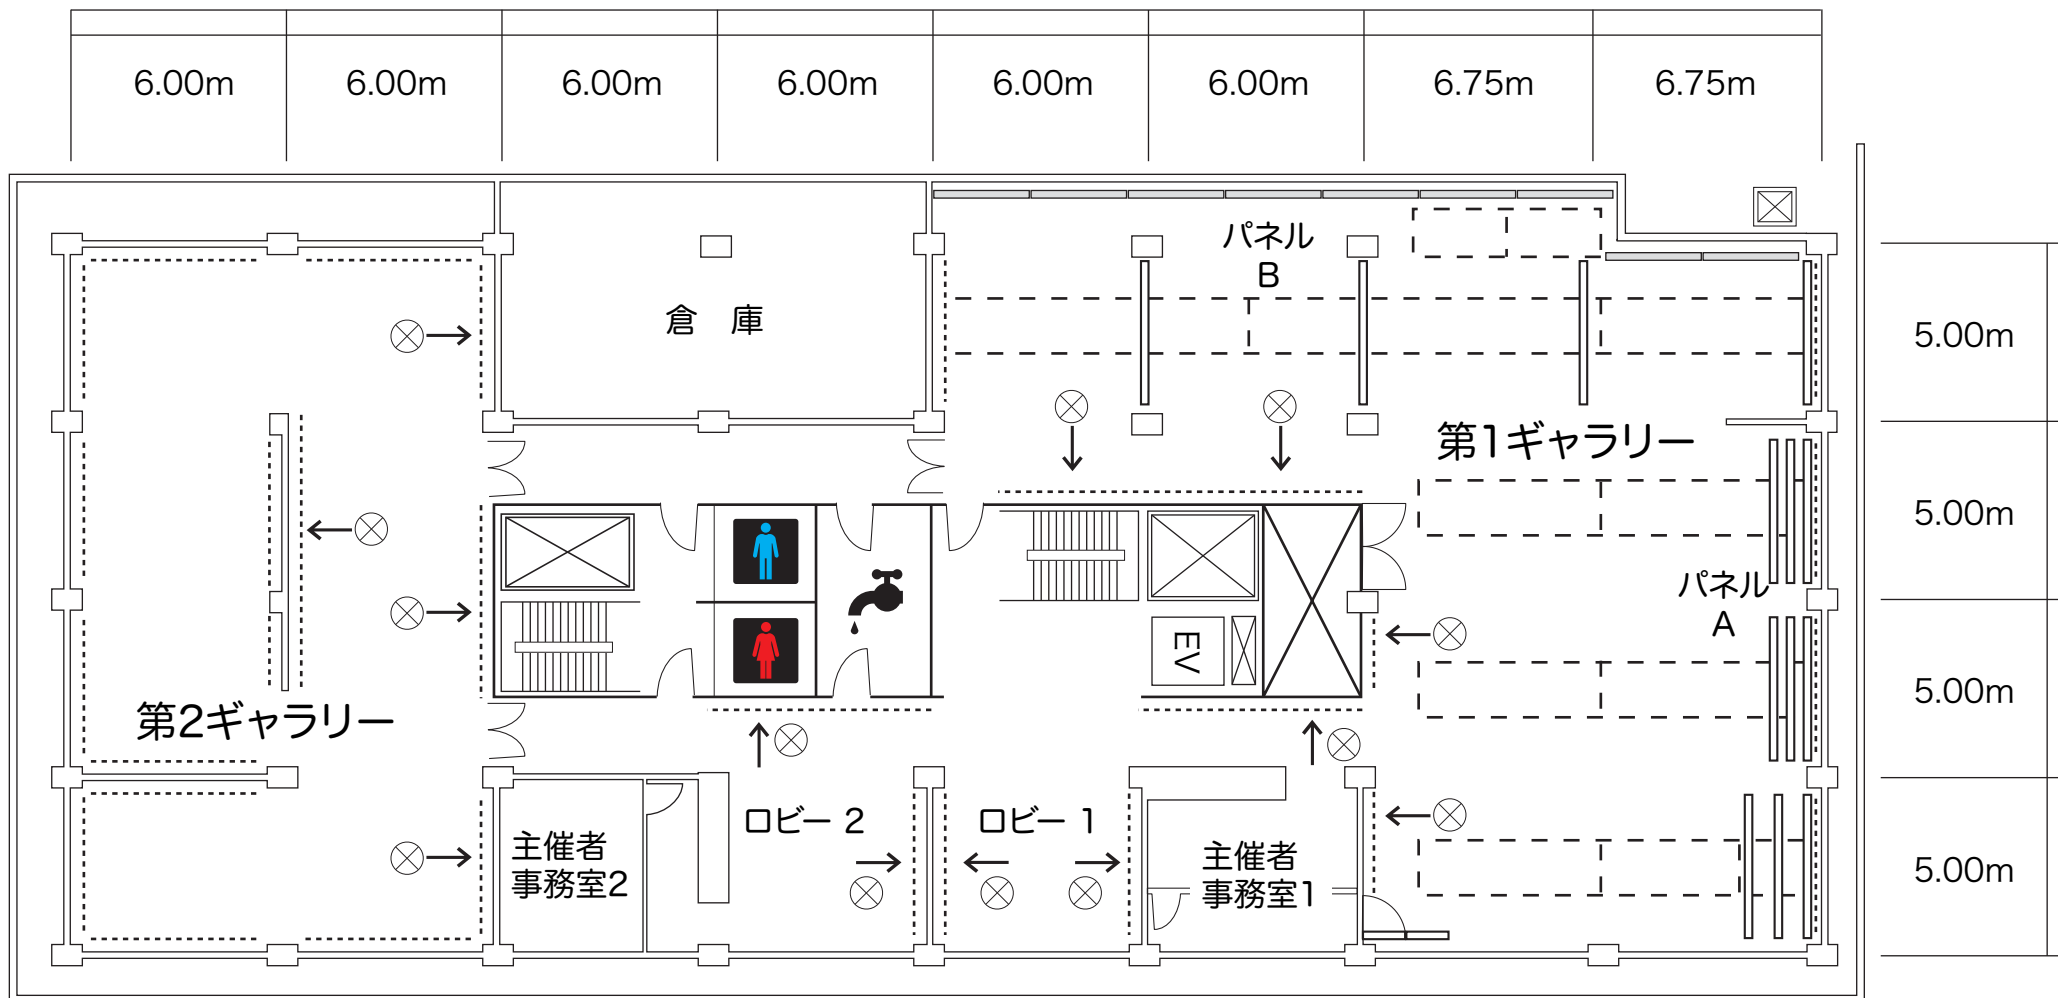 6.00m 6.00m 6.00m 6.00m 6.00m 6.00m 6.75m 6.75m
パネル
B
倉 庫
5.00m
第1ギャラリー
5.00m
パネル
A
EV
5.00m
第2ギャラリー
ロビー 2
ロビー 1
主催者
事務室2
主催者
事務室1
5.00m